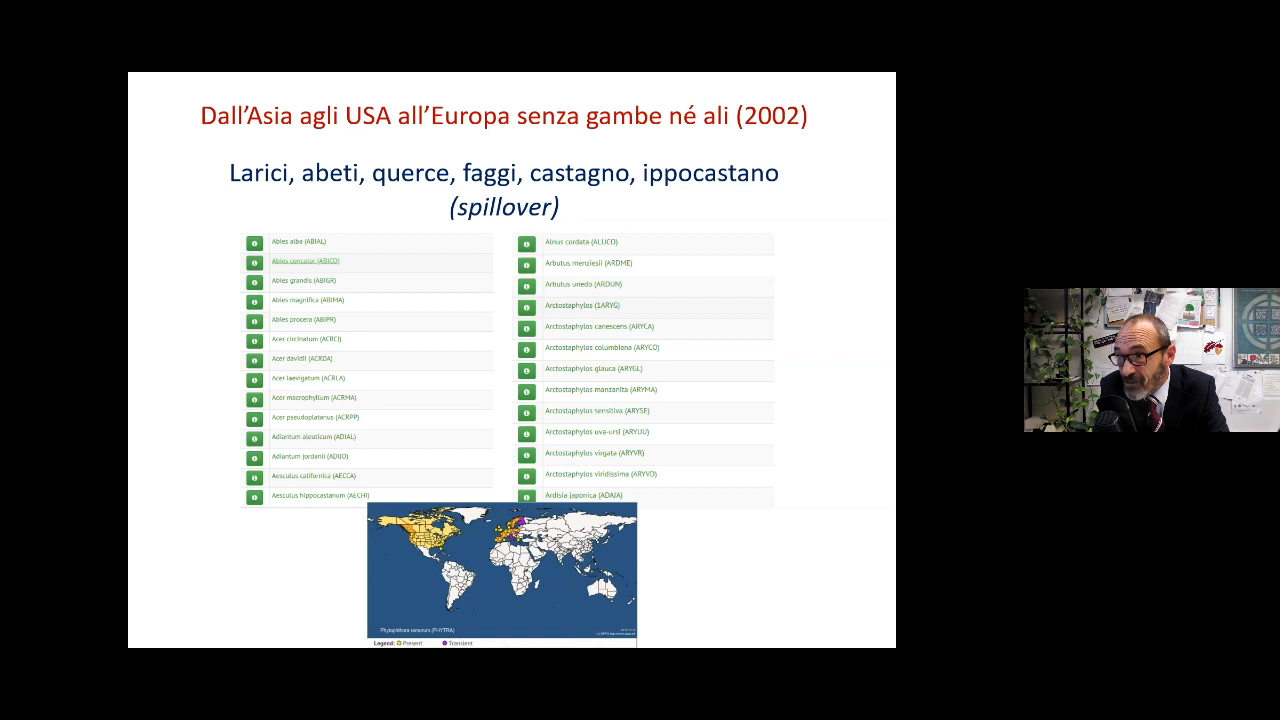 Dall'Asia agli USA all'Europa senza gambe né ali (2002)
Larici, abeti, querce, faggi, castagno, ippocastano
(spillover)
Abies alba (ABIAL)
Abies concolor (ABICO)
Abies grandis (ABIGR)
Abies magnifica (ABIMA)
Abies procera (ABIPR)
Acer circinatum (ACRCI)
Acer davidii (ACRDA)
Acer laevigatum (ACRLA)
Acer macrophyllum (ACRMA)
Acer pseudoplatanus (ACRPP)
Adiantum aleuticum (ADIAL)
Adiantum jordanii (ADIJO)
Aesculus californica (AECCA)
Aesculus hippocastanum (AECHI)
Alnus cordata (ALUCO)
Arbutus menziesii (ARDME)
Arbutus unedo (ARDUN)
Arctostaphylos (1ARYG)
Arctostaphylos canescens (ARYCA)
Arctostaphylos columbiana (ARYCO)
Arctostaphylos glauca (ARYGL)
Arctostaphylos manzanita (ARYMA)
Arctostaphylos sensitiva (ARYSE)
Arctostaphylos uva-ursi (ARYUU)
Arctostaphylos virgata (ARYVR)
Arctostaphylos viridissima (ARYVD)
Ardisia japonica (ADAJA)
Phytophthora ramorum (PHYTRA)
Legend: Present Transient